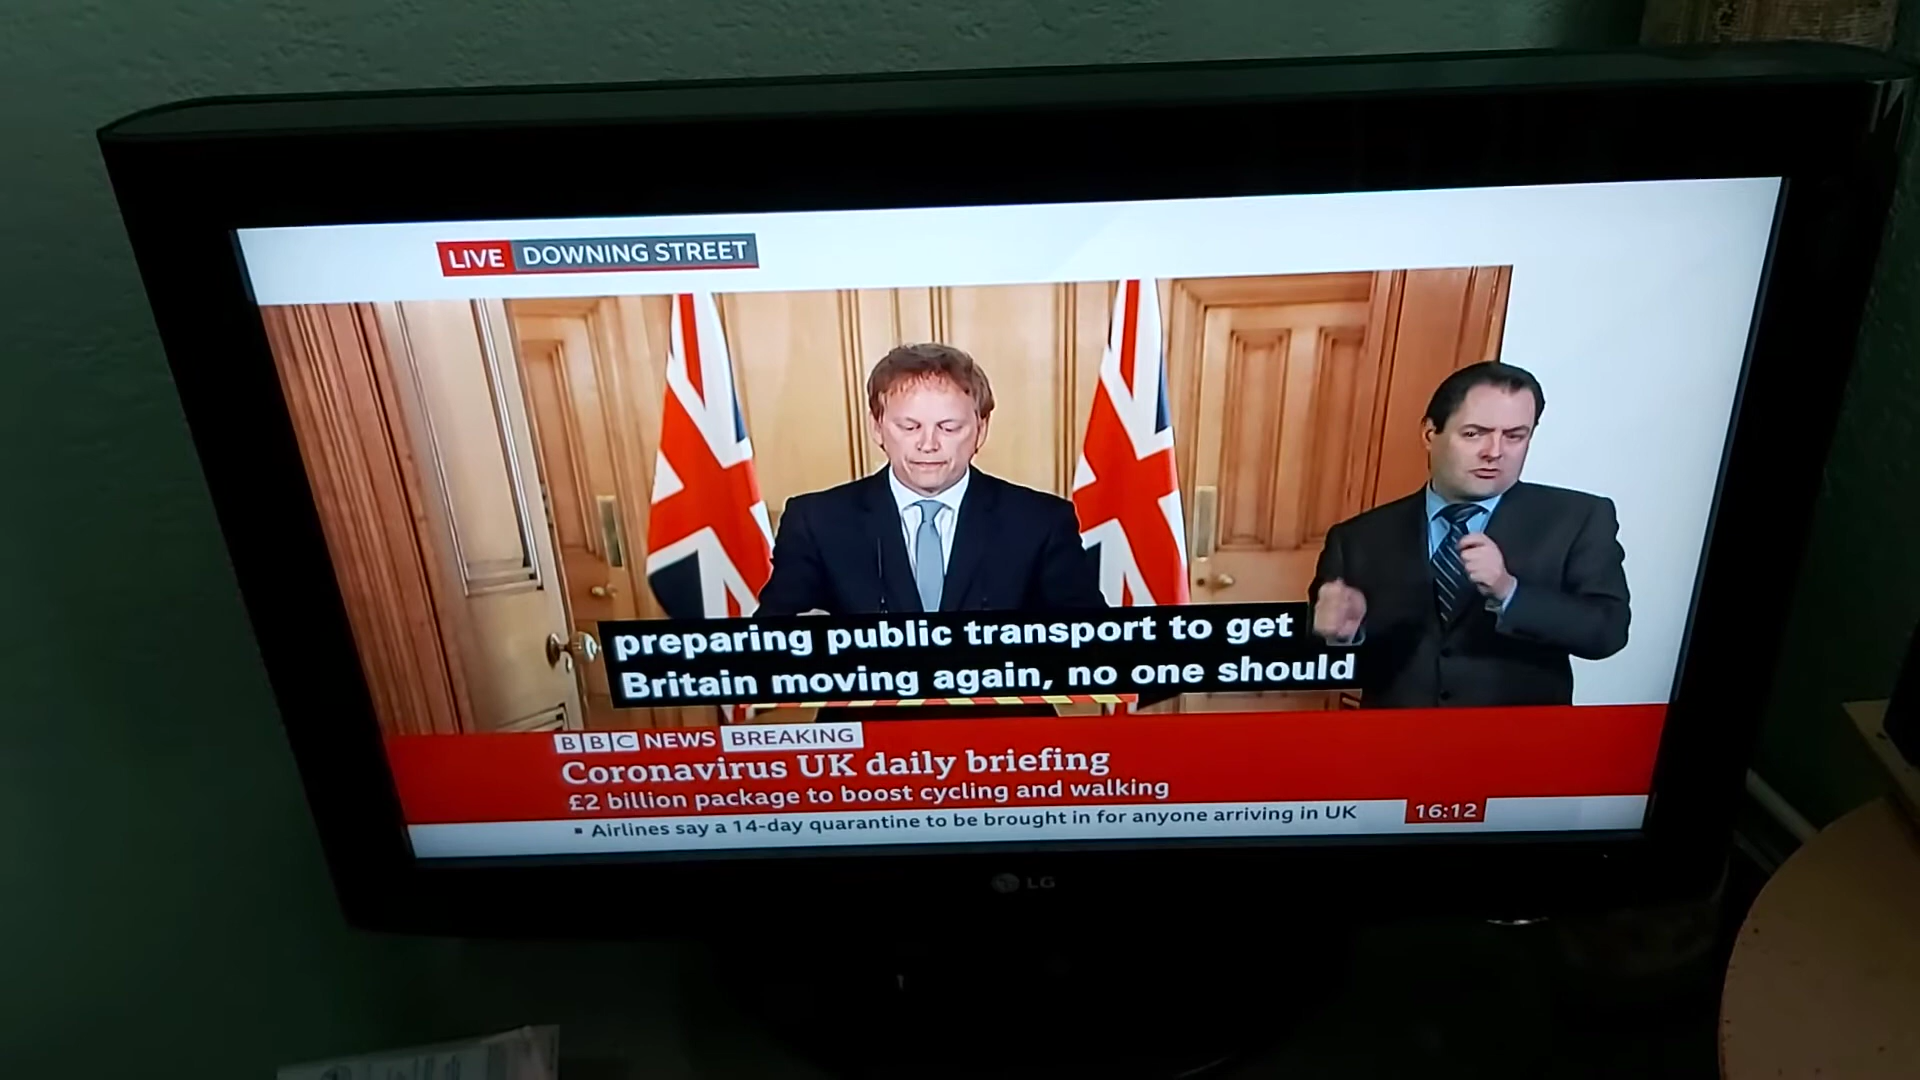 LIVE DOWNING STREET
preparing public transport to get
Britain moving again, no one should
BBC NEWS BREAKING
Coronavirus UK daily briefing
£2 billion package to boost cycling and walking
▪ Airlines say a 14-day quarantine to be brought in for anyone arriving in UK 16:12
LG